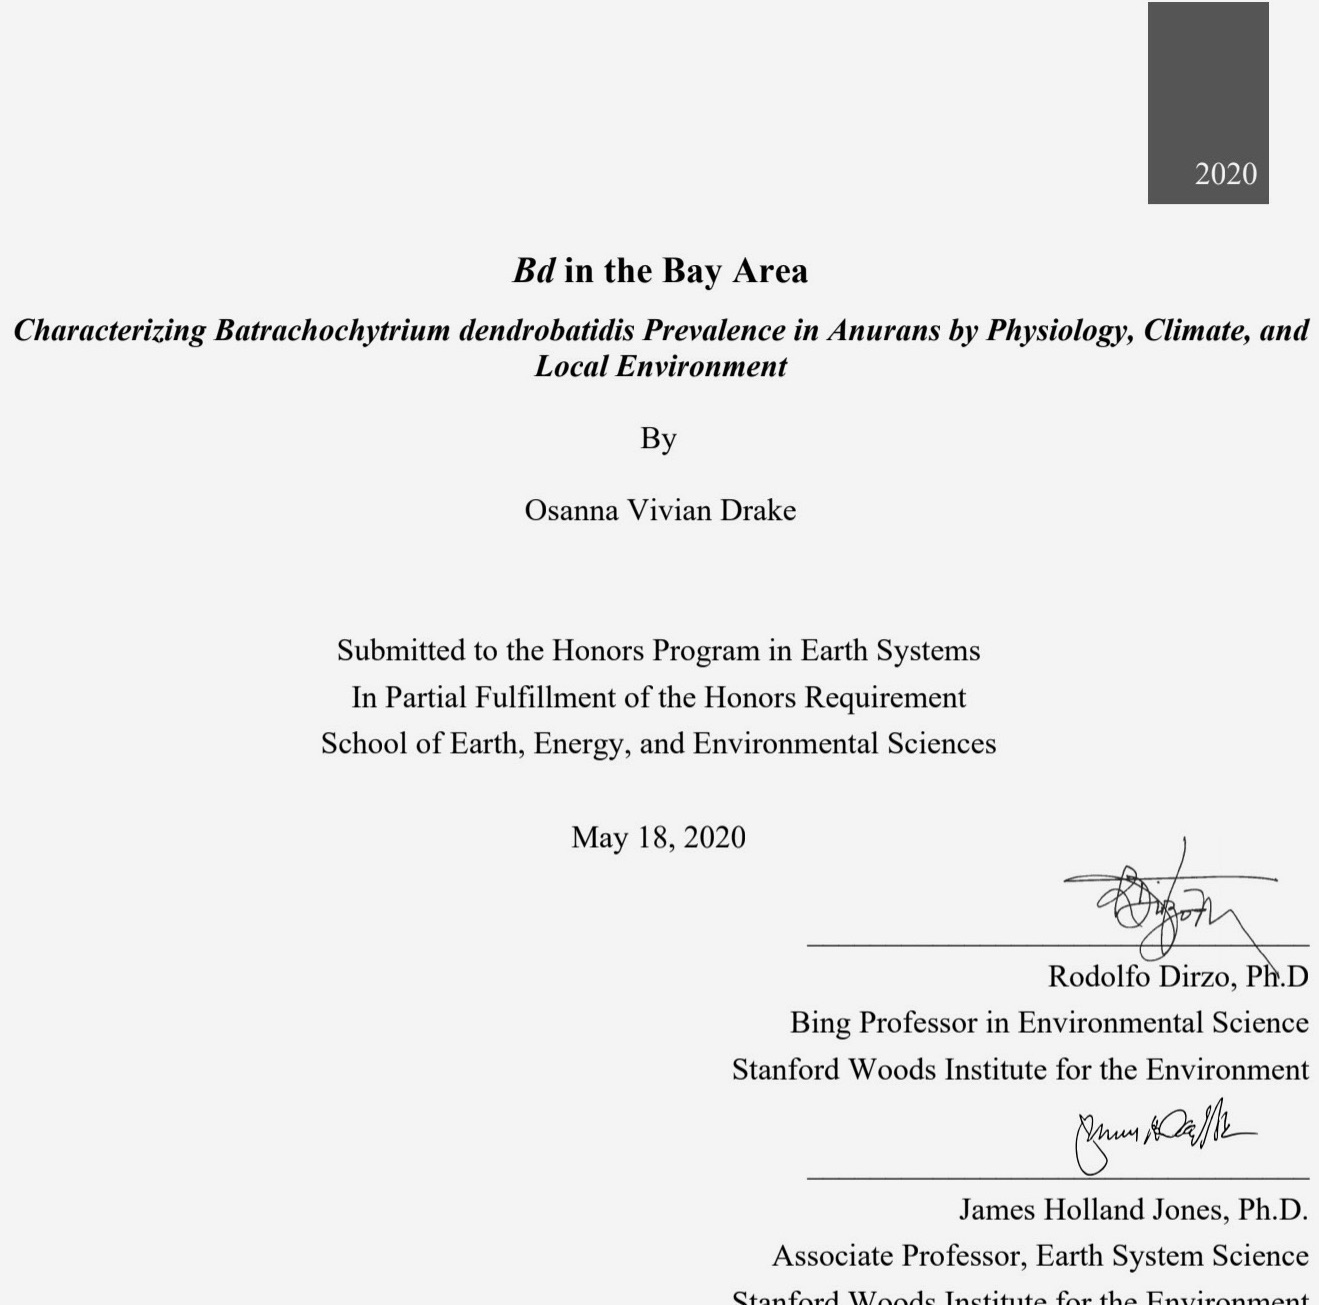 2020
Bd in the Bay Area
Characterizing Batrachochytrium dendrobatidis Prevalence in Anurans by Physiology, Climate, and
Local Environment
By
Osanna Vivian Drake
Submitted to the Honors Program in Earth Systems
In Partial Fulfillment of the Honors Requirement
School of Earth, Energy, and Environmental Sciences
May 18, 2020
Rodolfo Dirzo, Ph.D
Bing Professor in Environmental Science
Stanford Woods Institute for the Environment
James Holland Jones, Ph.D.
Associate Professor, Earth System Science
Stanford Woods Institute for the Environment